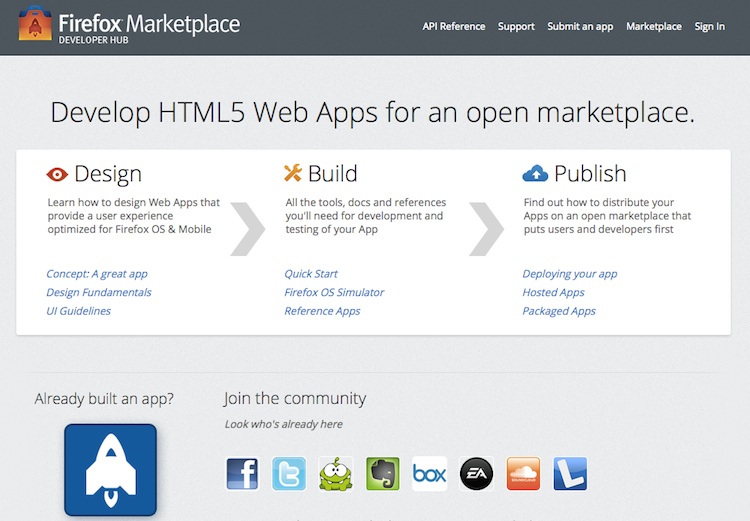 Firefox Marketplace
DEVELOPER HUB
API Reference Support Submit an app Marketplace Sign In
Develop HTML5 Web Apps for an open marketplace.
Design
Learn how to design Web Apps that
provide a user experience
optimized for Firefox OS & Mobile
Concept: A great app
Design Fundamentals
UI Guidelines
Build
All the tools, docs and references
you'll need for development and
testing of your App
Quick Start
Firefox OS Simulator
Reference Apps
Publish
Find out how to distribute your
Apps on an open marketplace that
puts users and developers first
Deploying your app
Hosted Apps
Packaged Apps
Already built an app?
Join the community
Look who's already here
f
t
box
EA
SOUNDCLOUD
L